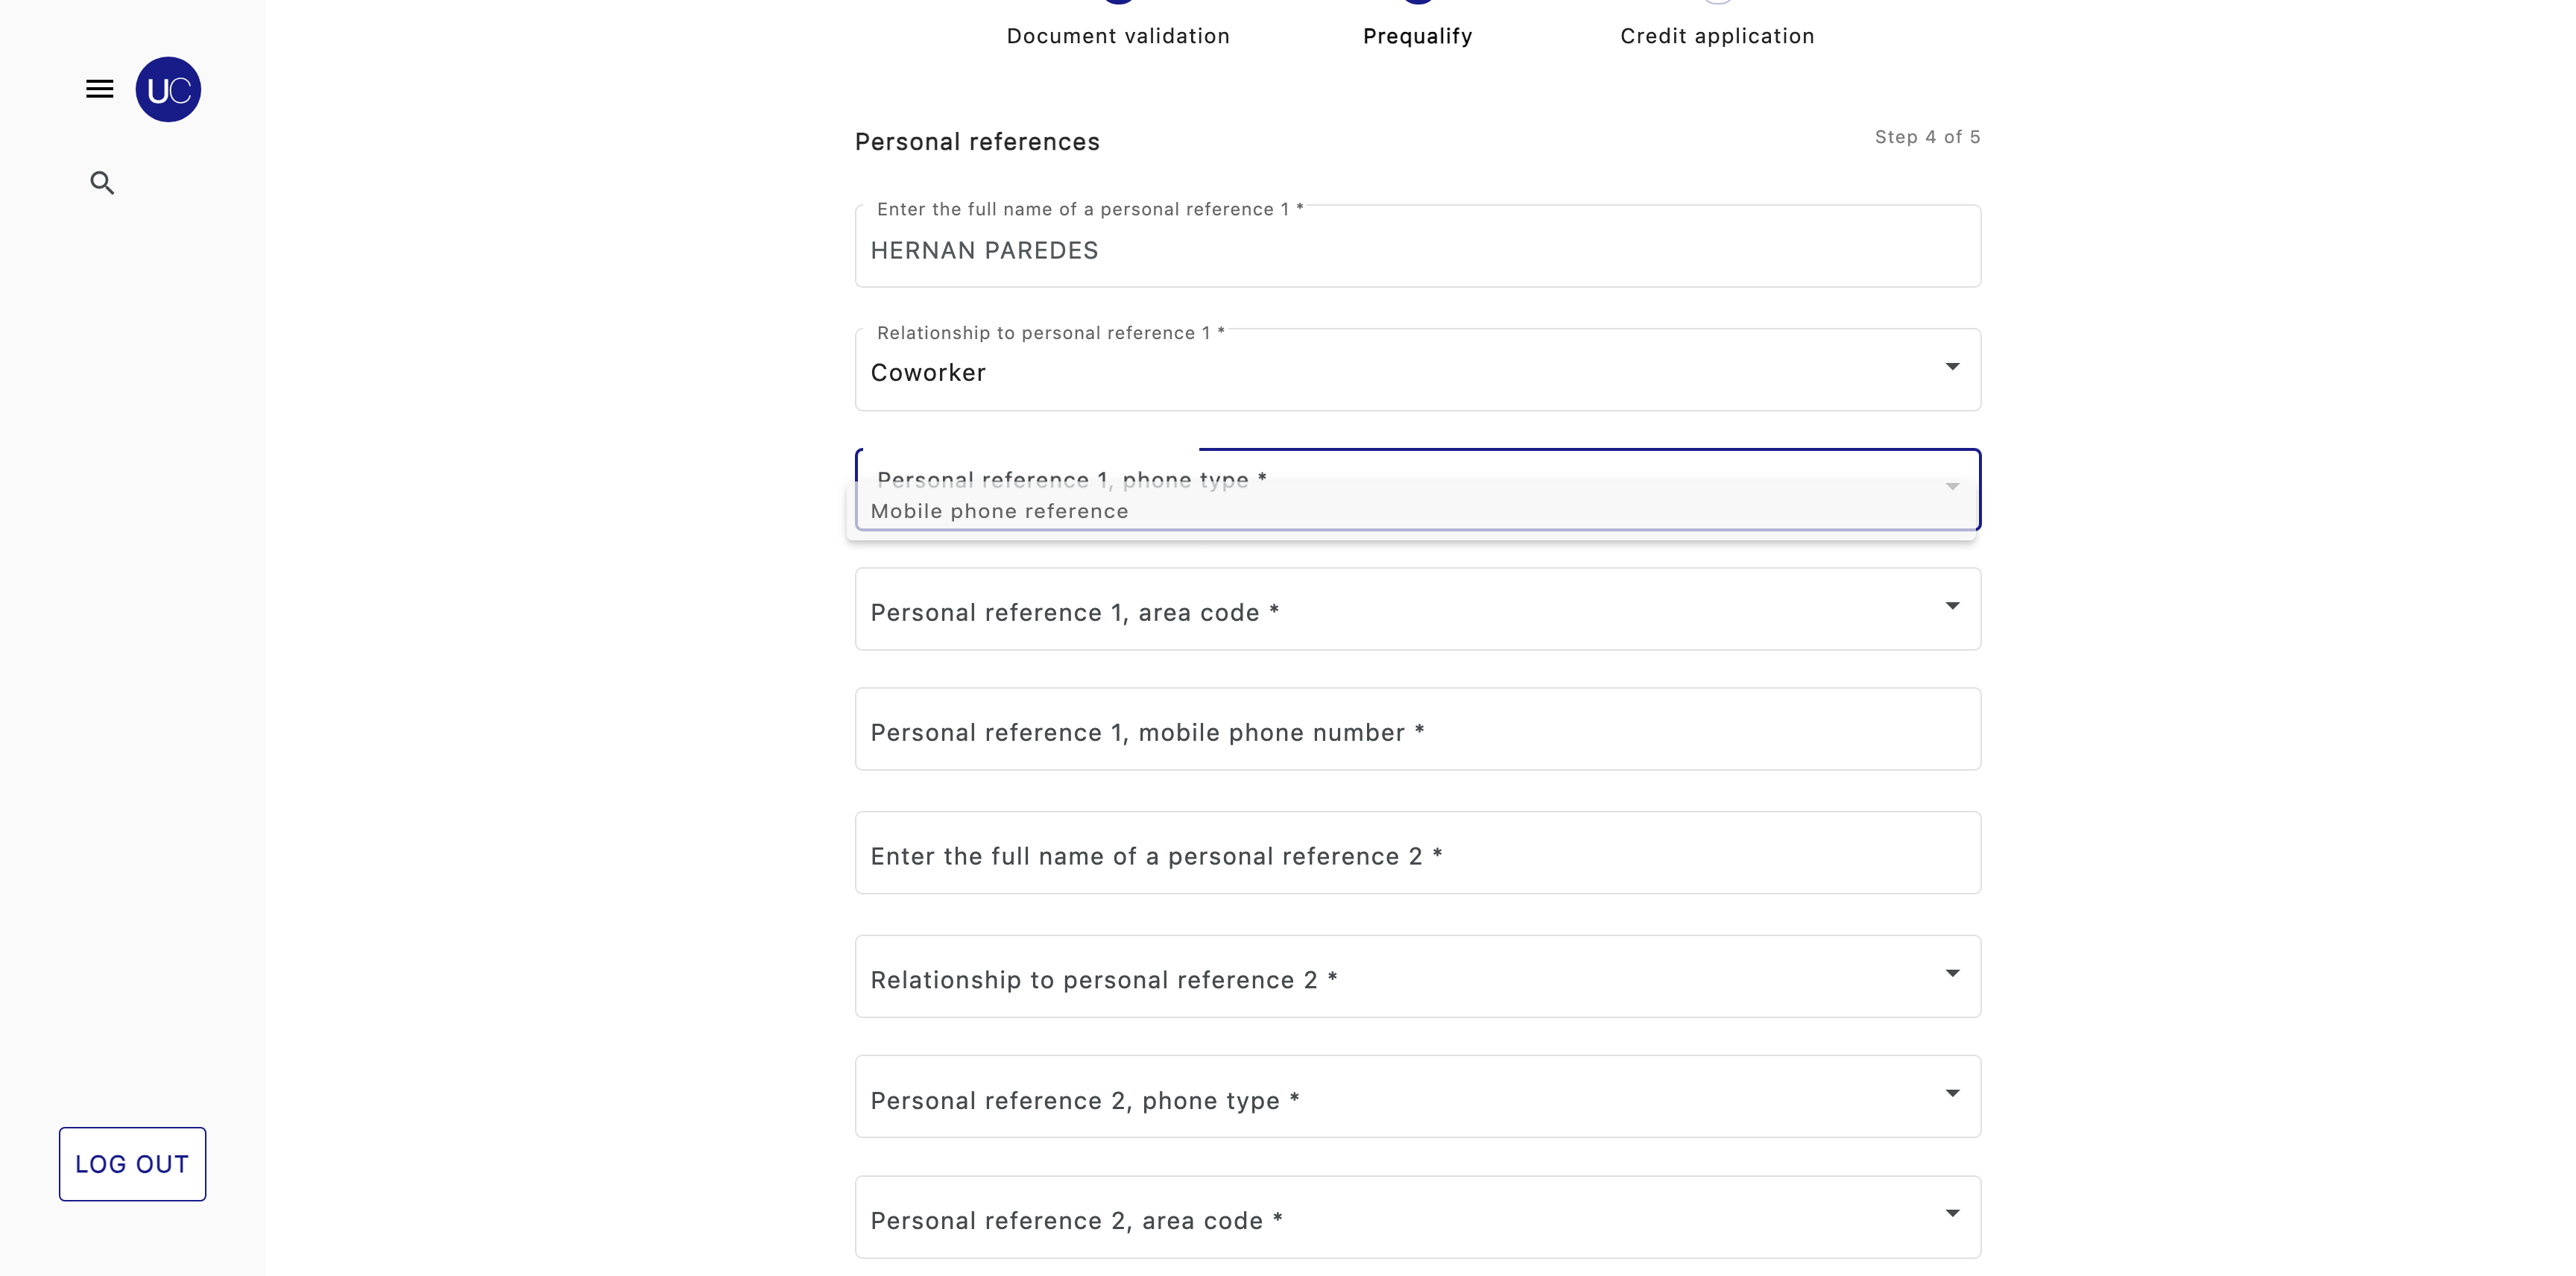 Document validation
Prequalify
Credit application
UC
Personal references
Step 4 of 5
Enter the full name of a personal reference 1 *
HERNAN PAREDES
Relationship to personal reference 1 *
Coworker
Personal reference 1, phone type *
Mobile phone reference
Personal reference 1, area code *
Personal reference 1, mobile phone number *
Enter the full name of a personal reference 2 *
Relationship to personal reference 2 *
Personal reference 2, phone type *
LOG OUT
Personal reference 2, area code *